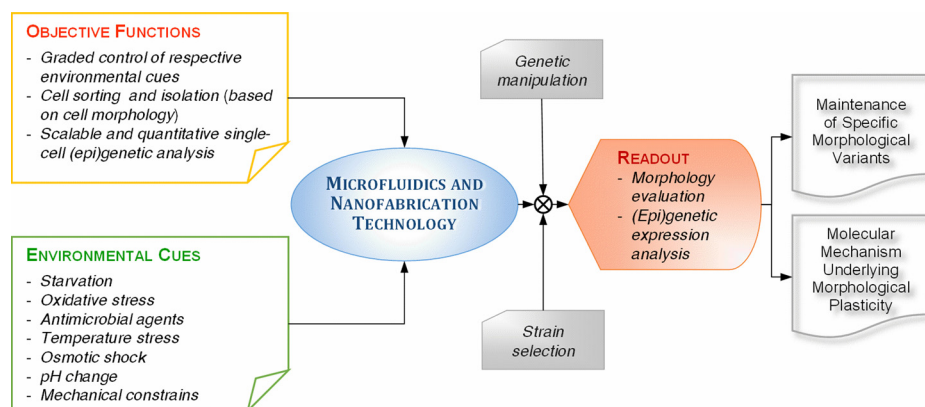 OBJECTIVE FUNCTIONS
- Graded control of respective
environmental cues
- Cell sorting and isolation (based
on cell morphology)
- Scalable and quantitative single-
cell (epi)genetic analysis
ENVIRONMENTAL CUES
- Starvation
- Oxidative stress
- Antimicrobial agents
- Temperature stress
- Osmotic shock
- pH change
- Mechanical constrains
MICROFLUIDICS AND
NANOFABRICATION
TECHNOLOGY
Genetic
manipulation
Strain
selection
READOUT
- Morphology
evaluation
- (Epi)genetic
expression
analysis
Maintenance
of Specific
Morphological
Variants
Molecular
Mechanism
Underlying
Morphological
Plasticity